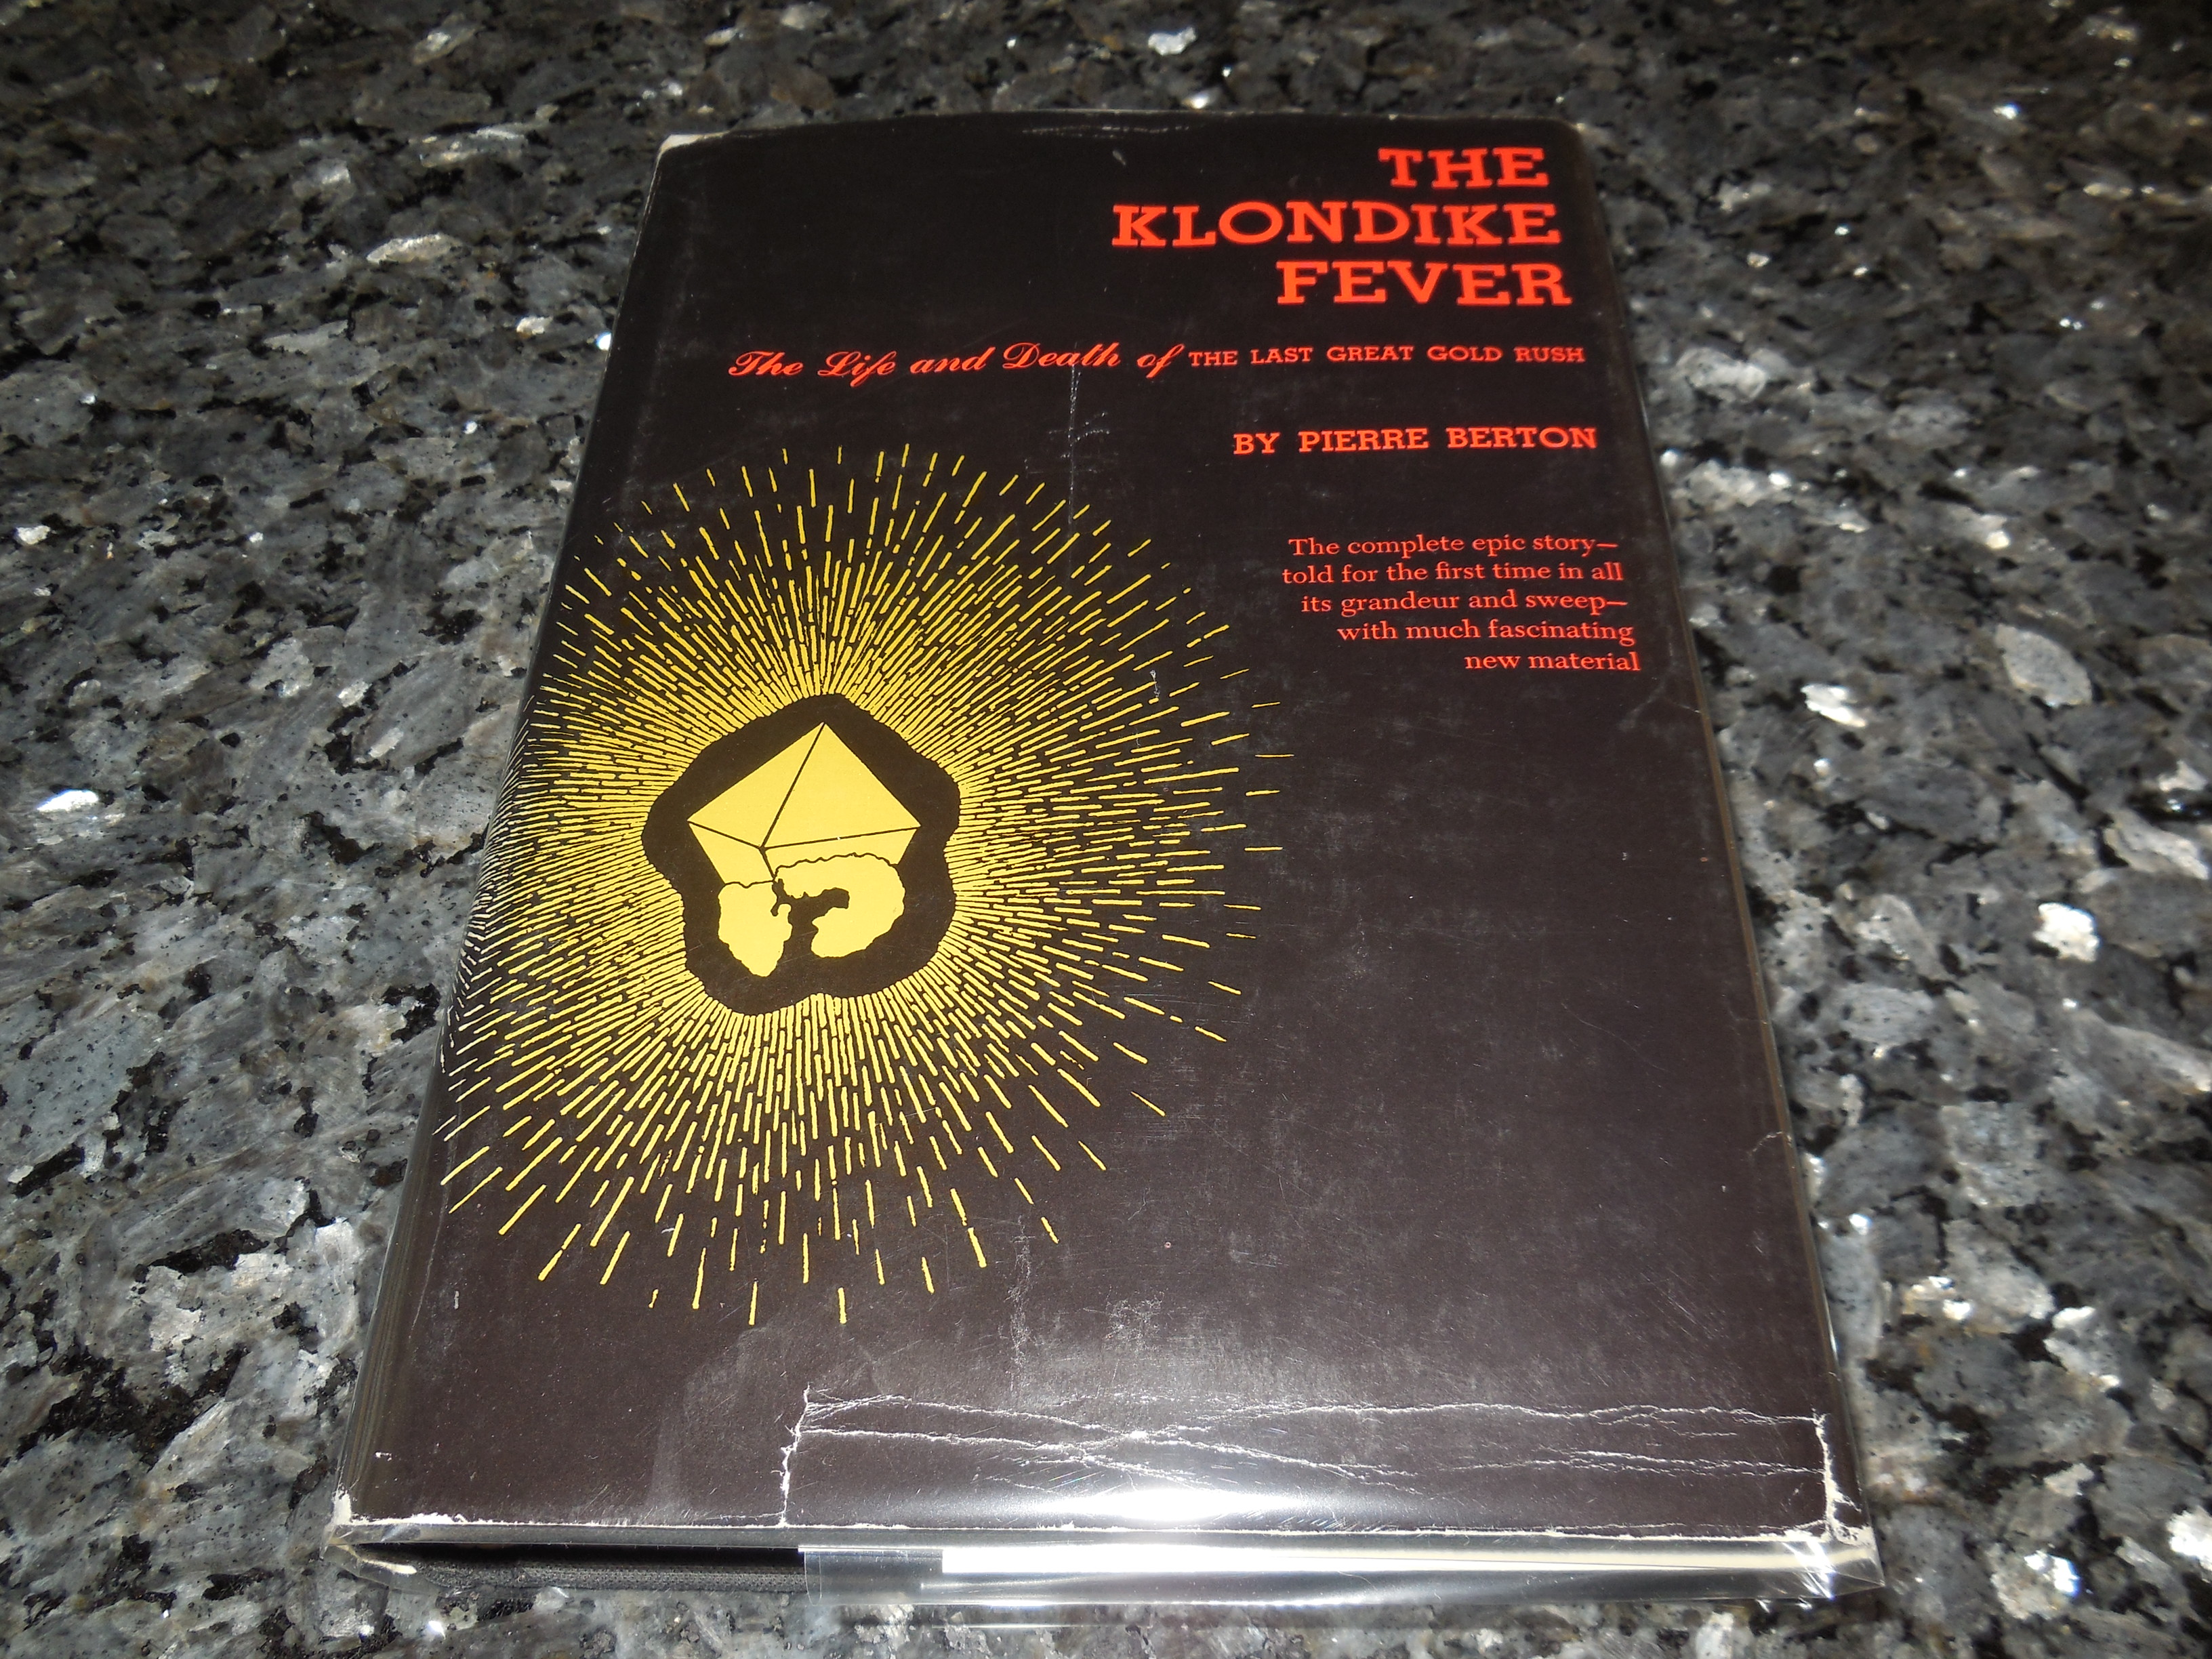 THE
KLONDIKE
FEVER
The Life and Death of THE LAST GREAT GOLD RUSH
BY PIERRE BERTON
The complete epic story—
told for the first time in all
its grandeur and sweep—
with much fascinating
new material